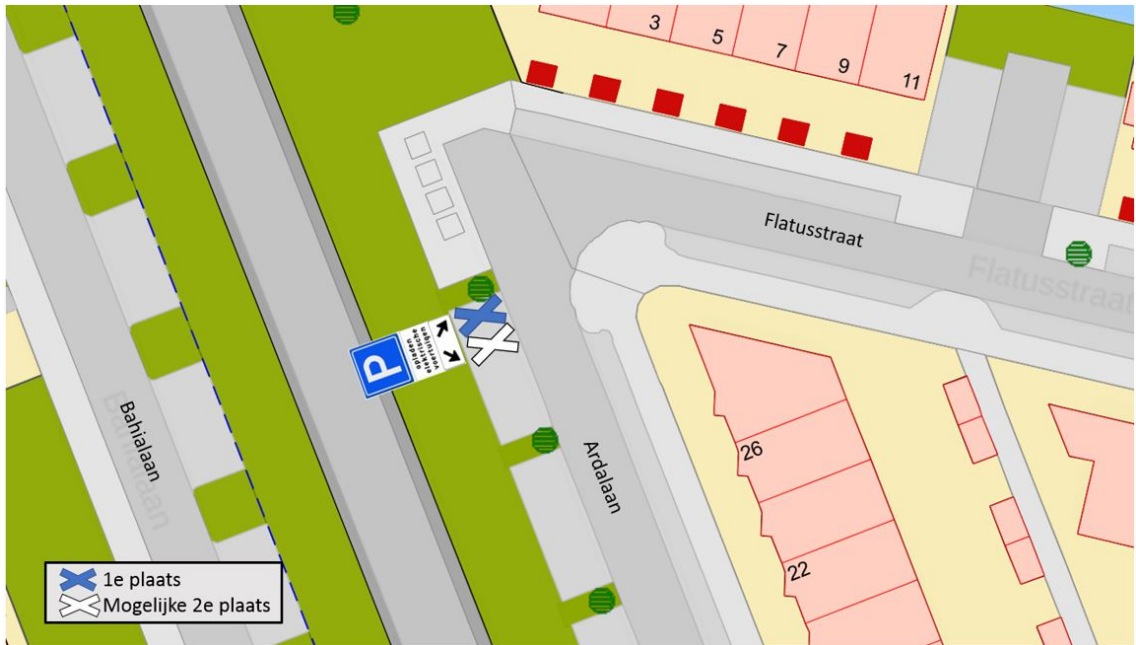 3
5
7
9
11
Flatusstraat
Flatusstraat
P
opladen
elektrische
voertuigen
Bahialaan
Bahialaan
Ardalaan
26
22
1e plaats
Mogelijke 2e plaats